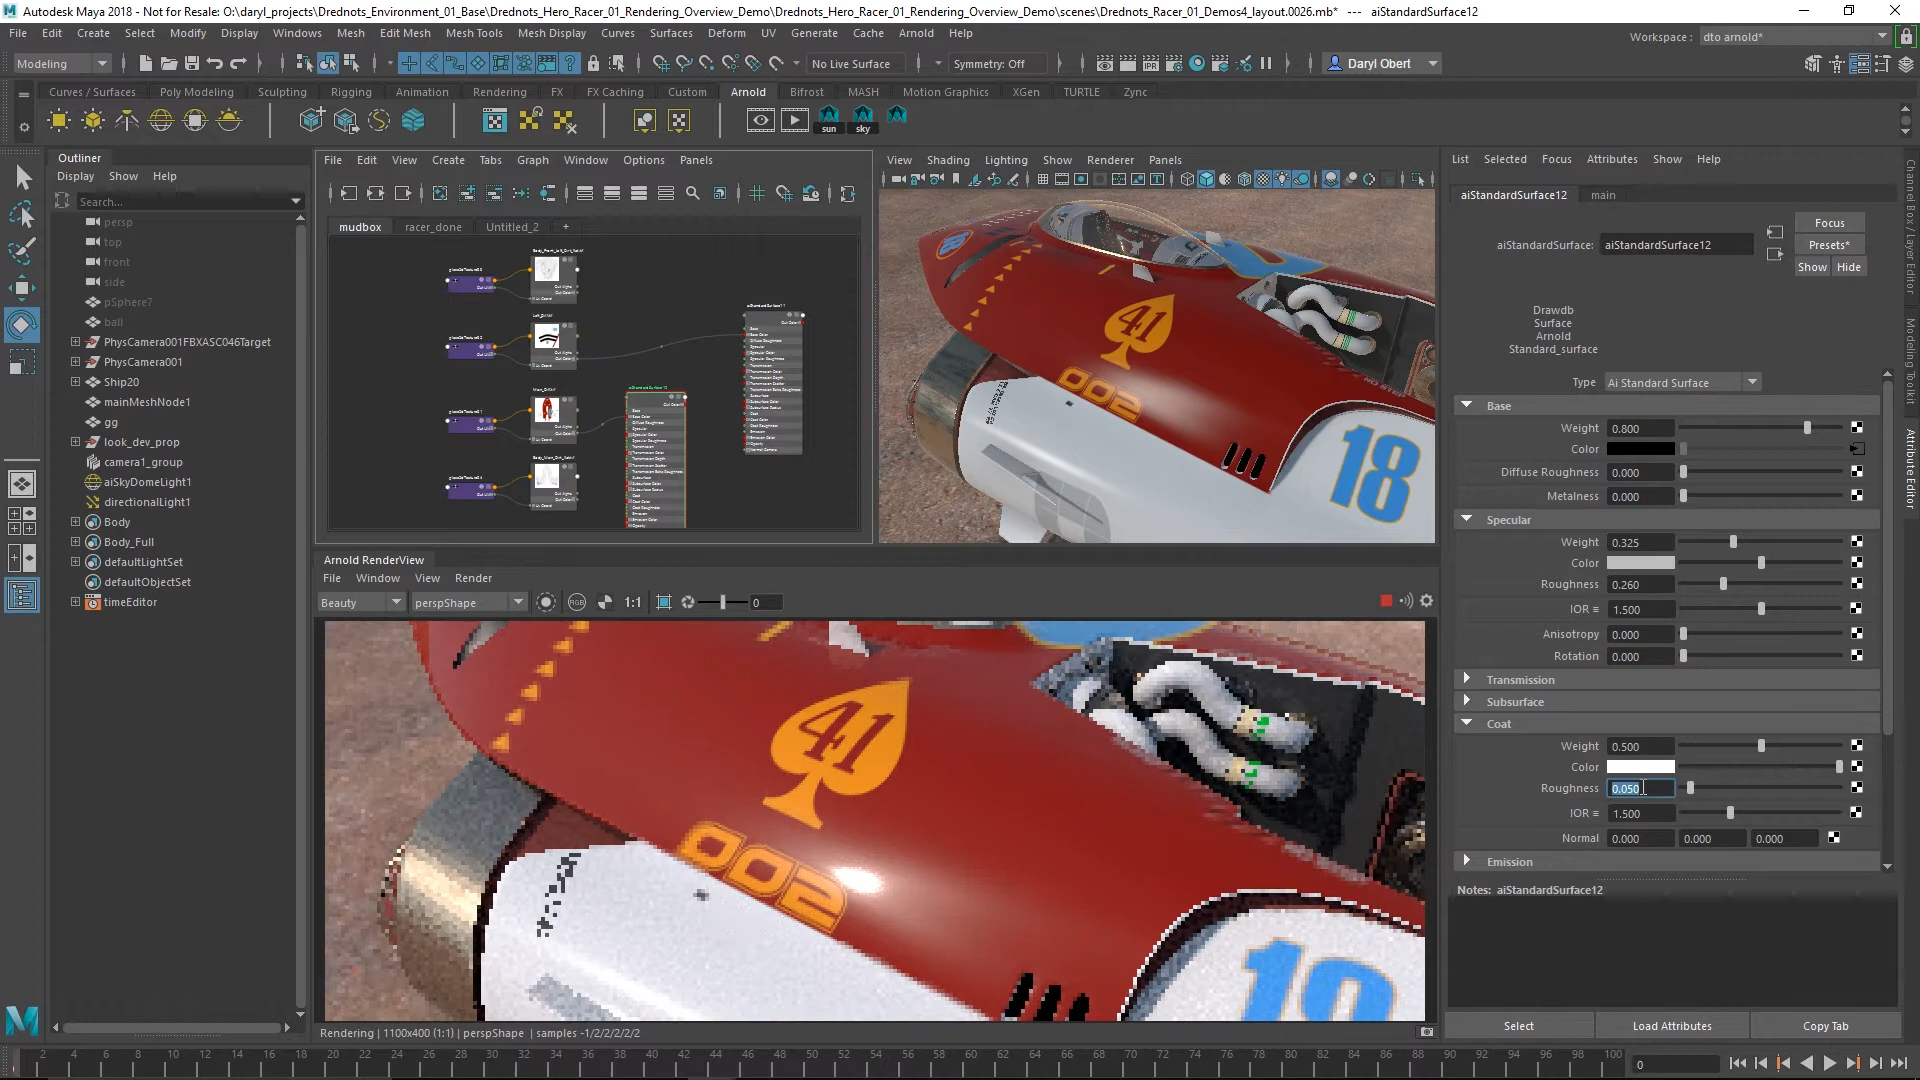 Autodesk Maya 2018 - Not for Resale: O:\daryl_projects\Drednots_Environment_01_Base\Drednots_Hero_Racer_01_Rendering_Overview_Demo\Drednots_Hero_Racer_01_Rendering_Overview_Demo\scenes\Drednots_Racer_01_Demos4_layout.0026.mb* --- aiStandardSurface12
File Edit Create Select Modify Display Windows Mesh Edit Mesh Mesh Tools Mesh Display Curves Surfaces Deform UV Generate Cache Arnold Help
Workspace : dto arnold*
Modeling No Live Surface Symmetry: Off Daryl Obert
Curves / Surfaces Poly Modeling Sculpting Rigging Animation Rendering FX FX Caching Custom Arnold Bifrost MASH Motion Graphics XGen TURTLE Zync
sun sky
Outliner
Display Show Help
Search...
persp
top
front
side
pSphere7
ball
PhysCamera001FBXASC046Target
PhysCamera001
Ship20
mainMeshNode1
gg
look_dev_prop
camera1_group
aiSkyDomeLight1
directionalLight1
Body
Body_Full
defaultLightSet
defaultObjectSet
timeEditor
File Edit View Create Tabs Graph Window Options Panels
mudbox racer_done Untitled_2 +
View Shading Lighting Show Renderer Panels
41
002
18
NO STEP
Arnold RenderView
File Window View Render
Beauty perspShape RGB 1:1 0
41
002
Rendering | 1100x400 (1:1) | perspShape | samples -1/2/2/2/2/2
List Selected Focus Attributes Show Help
aiStandardSurface12 main
aiStandardSurface: aiStandardSurface12
Focus
Presets*
Show Hide
Drawdb
Surface
Arnold
Standard_surface
Type Ai Standard Surface
Base
Weight 0.800
Color
Diffuse Roughness 0.000
Metalness 0.000
Specular
Weight 0.325
Color
Roughness 0.260
IOR 1.500
Anisotropy 0.000
Rotation 0.000
Transmission
Subsurface
Coat
Weight 0.500
Color
Roughness 0.050
IOR 1.500
Normal 0.000 0.000 0.000
Emission
Notes: aiStandardSurface12
Select Load Attributes Copy Tab
Channel Box / Layer Editor
Modeling Toolkit
Attribute Editor
2 4 6 8 10 12 14 16 18 20 22 24 26 28 30 32 34 36 38 40 42 44 46 48 50 52 54 56 58 60 62 64 66 68 70 72 74 76 78 80 82 84 86 88 90 92 94 96 98 100 0